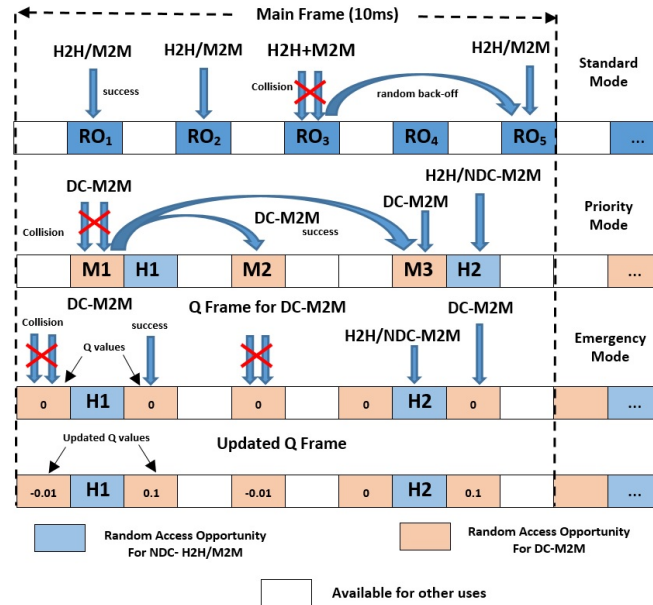 Main Frame (10ms)
H2H/M2M
H2H/M2M
H2H+M2M
H2H/M2M
Standard
Mode
success
Collision
random back-off
RO1
RO2
RO3
RO4
RO5
...
H2H/NDC-M2M
DC-M2M
DC-M2M
DC-M2M
Priority
Mode
Collision
success
M1
H1
M2
M3
H2
...
DC-M2M
Q Frame for DC-M2M
DC-M2M
Collision
Q values
success
H2H/NDC-M2M
Emergency
Mode
0
H1
0
0
0
H2
0
...
Updated Q values
Updated Q Frame
-0.01
H1
0.1
-0.01
0
H2
0.1
...
Random Access Opportunity
For NDC- H2H/M2M
Random Access Opportunity
For DC-M2M
Available for other uses